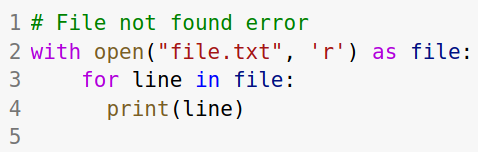 1 # File not found error
2 with open("file.txt", 'r') as file:
3     for line in file:
4       print(line)
5